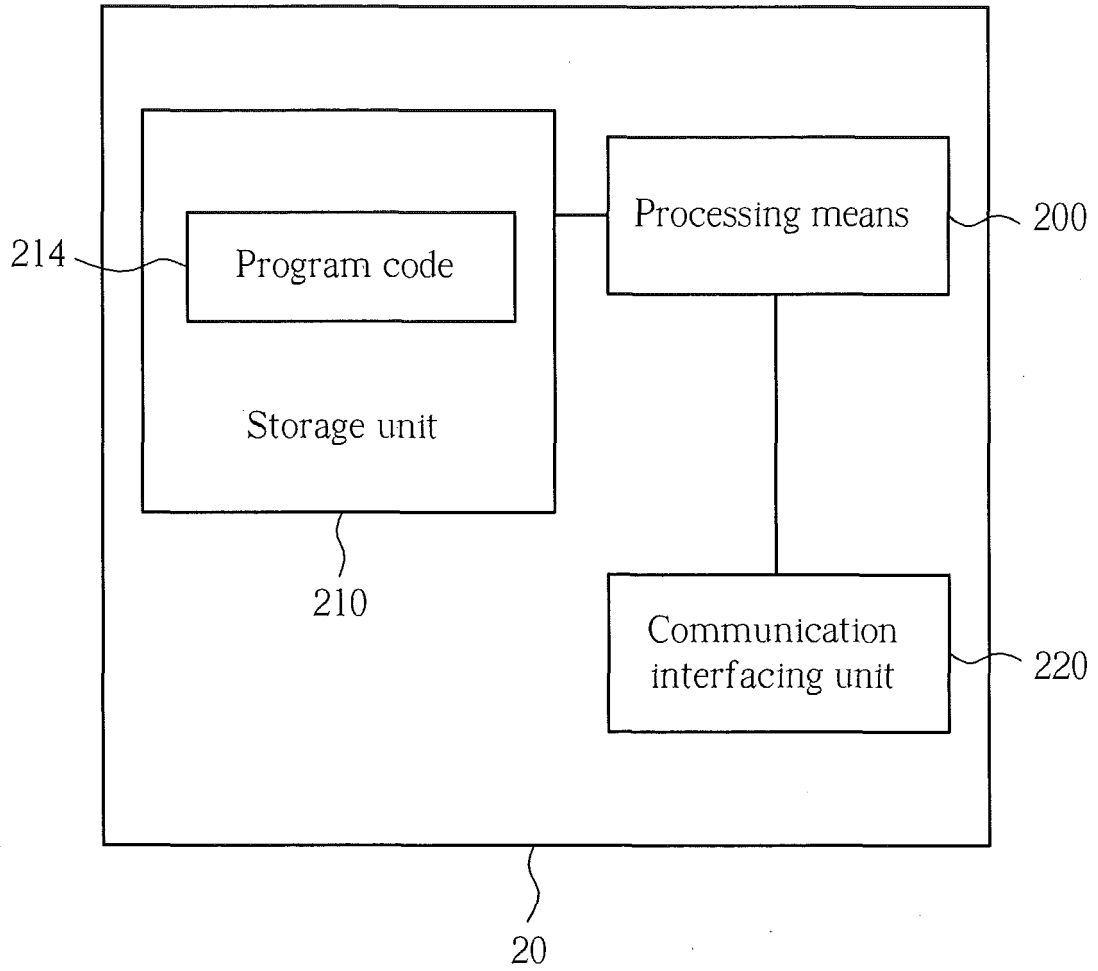 Processing means
200
214
Program code
Storage unit
210
Communication
interfacing unit
220
20